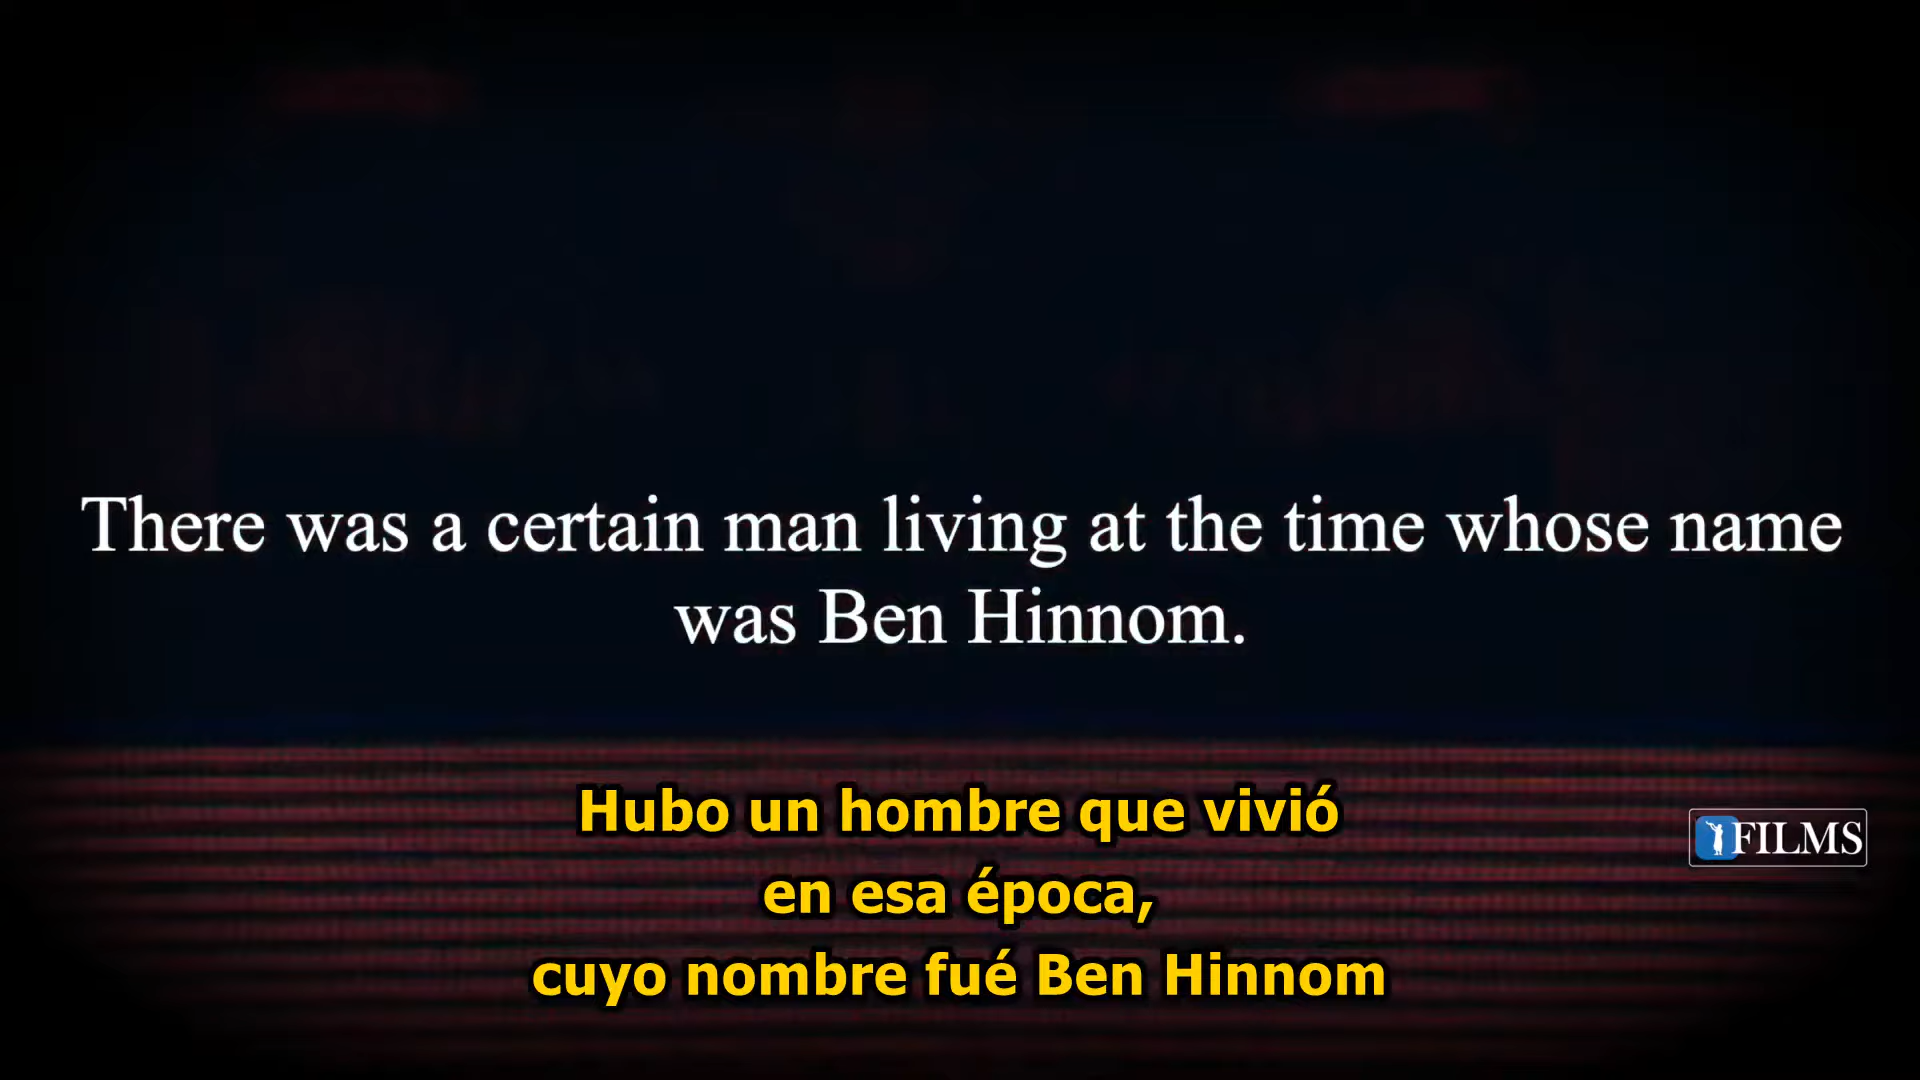 There was a certain man living at the time whose name
was Ben Hinnom.
Hubo un hombre que vivió
FILMS
en esa época,
cuyo nombre fué Ben Hinnom